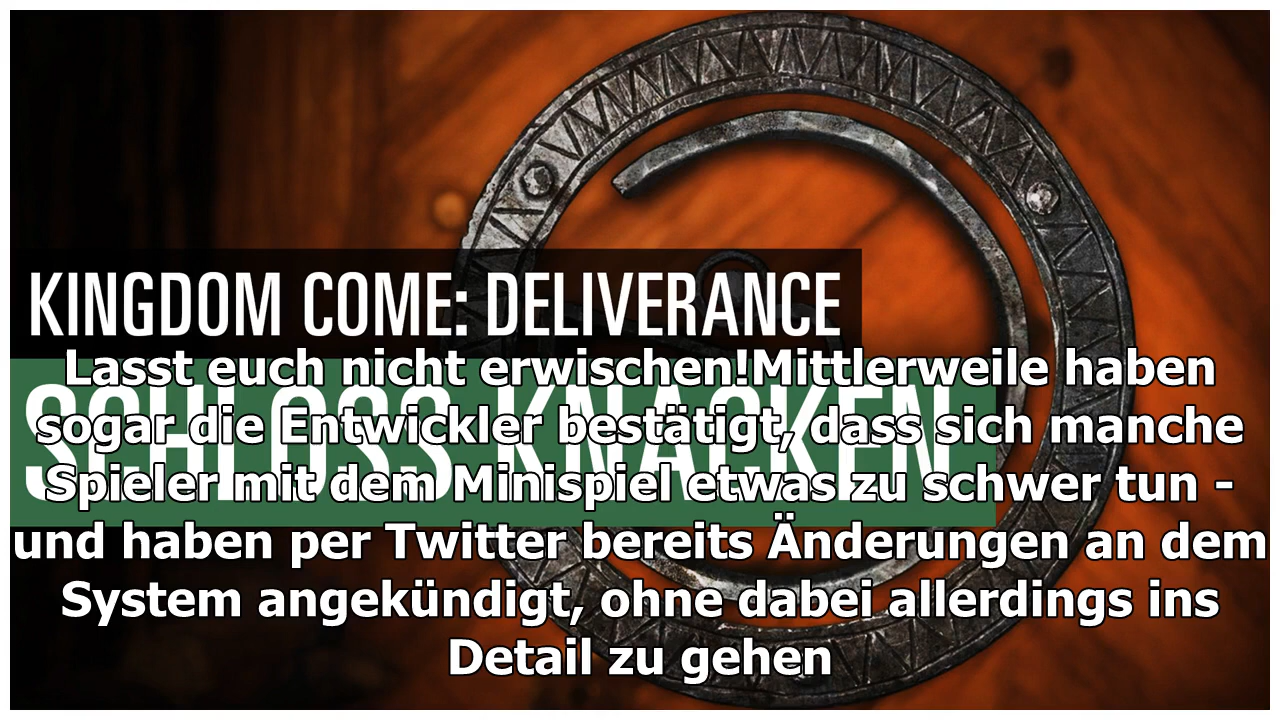 KINGDOM COME: DELIVERANCE
SCHLOSS KNACKEN
Lasst euch nicht erwischen!Mittlerweile haben
sogar die Entwickler bestätigt, dass sich manche
Spieler mit dem Minispiel etwas zu schwer tun -
und haben per Twitter bereits Änderungen an dem
System angekündigt, ohne dabei allerdings ins
Detail zu gehen